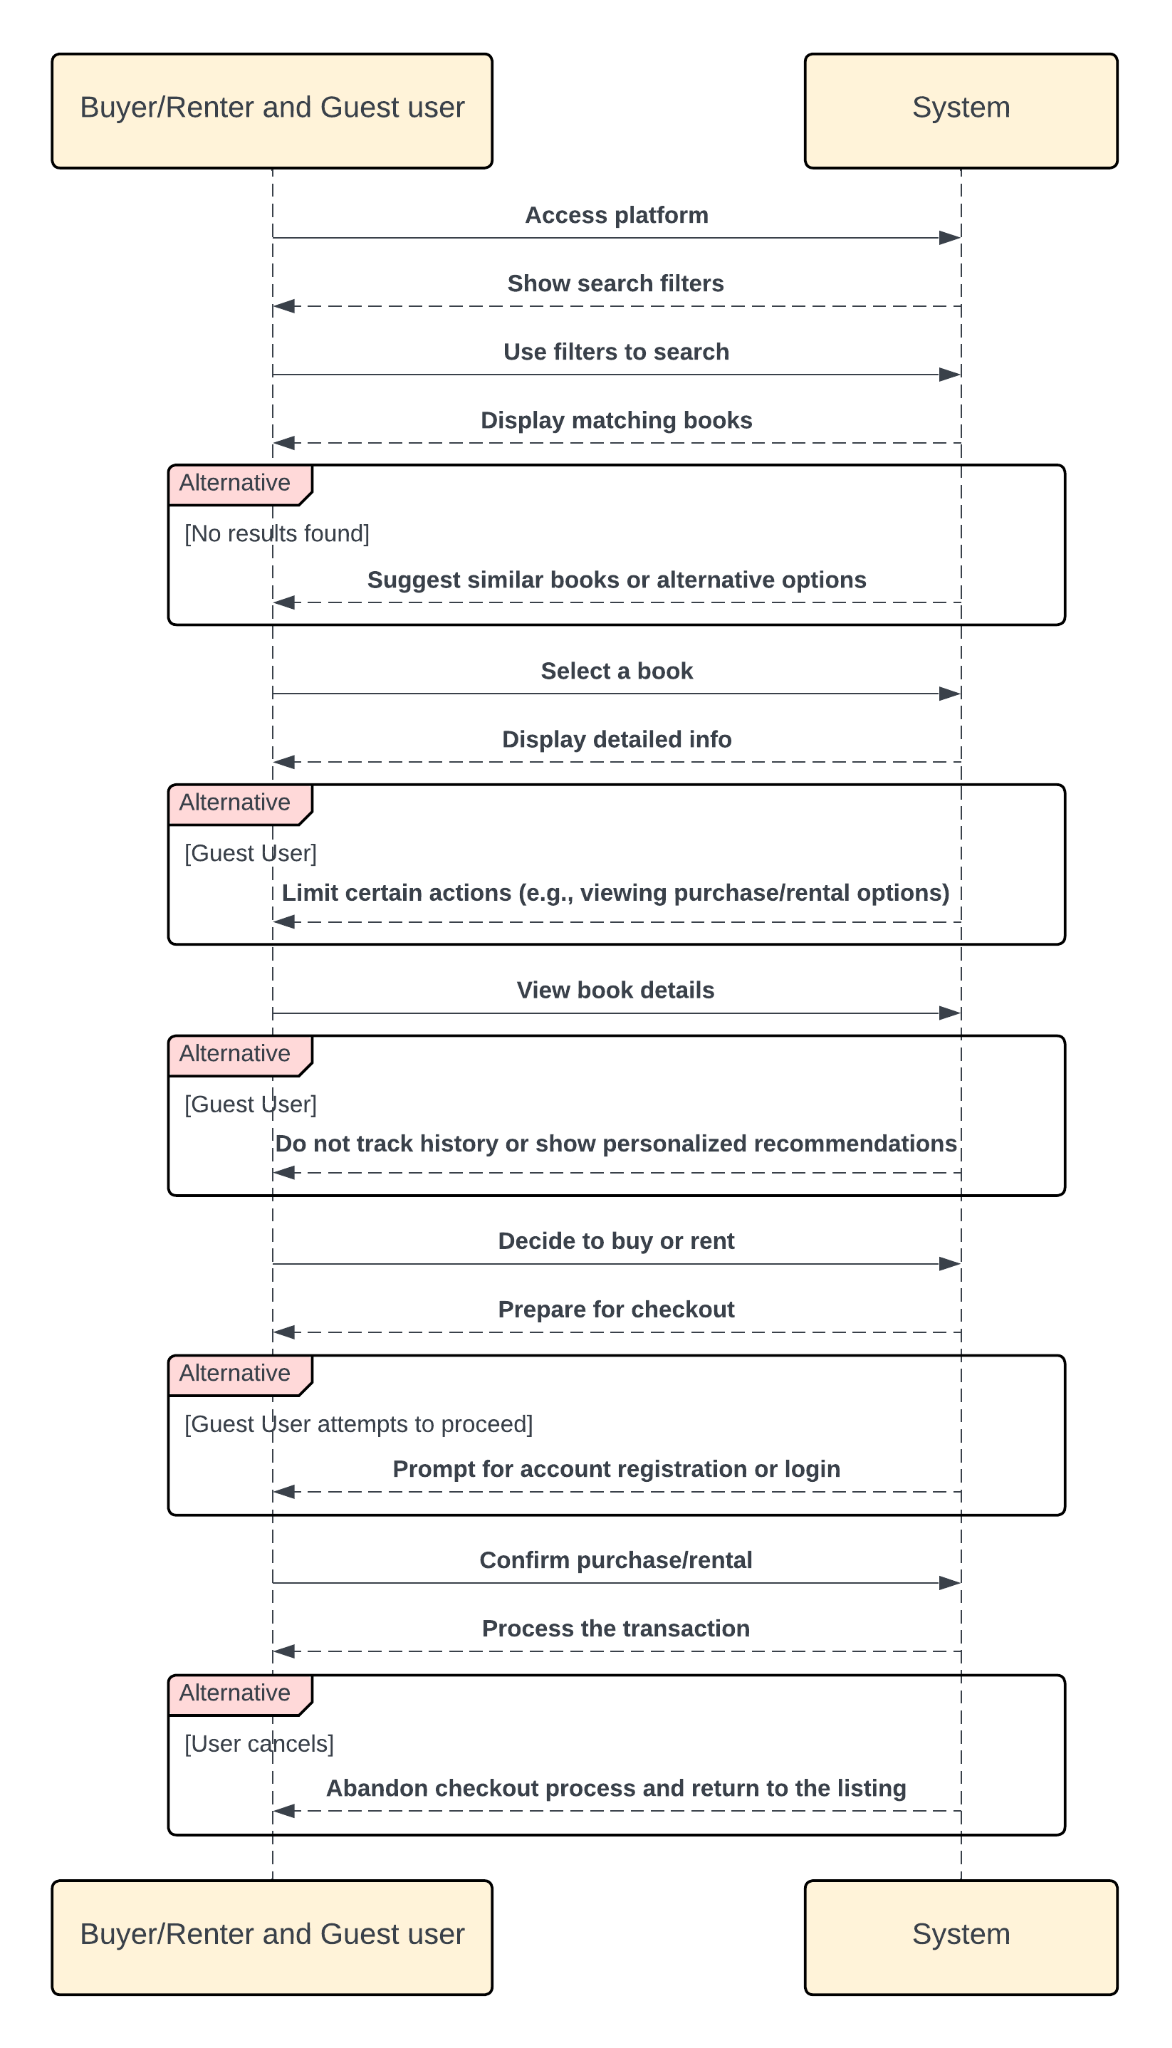 Buyer/Renter and Guest user
System
Access platform
Show search filters
Use filters to search
Display matching books
Alternative
[No results found]
Suggest similar books or alternative options
Select a book
Display detailed info
Alternative
[Guest User]
Limit certain actions (e.g., viewing purchase/rental options)
View book details
Alternative
[Guest User]
Do not track history or show personalized recommendations
Decide to buy or rent
Prepare for checkout
Alternative
[Guest User attempts to proceed]
Prompt for account registration or login
Confirm purchase/rental
Process the transaction
Alternative
[User cancels]
Abandon checkout process and return to the listing
Buyer/Renter and Guest user
System